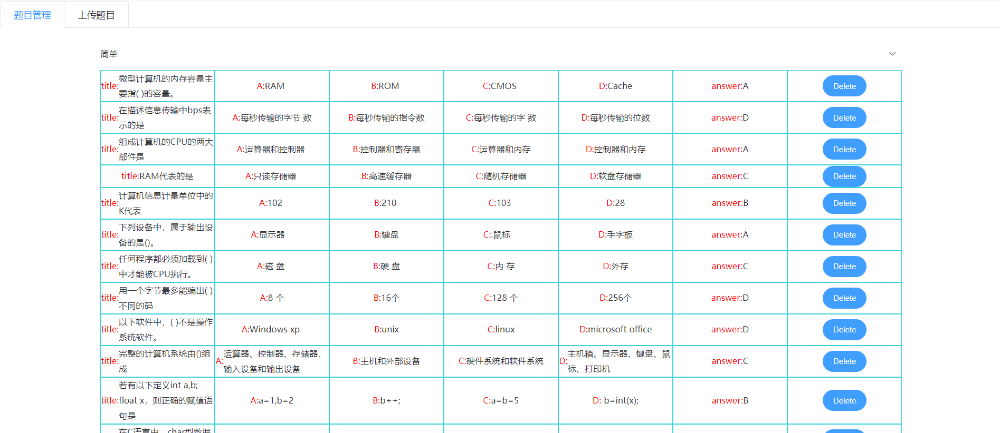 题目管理 上传题目
简单
title:微型计算机的内存容量主要指( )的容量。 A:RAM B:ROM C:CMOS D:Cache answer:A Delete
title:在描述信息传输中bps表示的是 A:每秒传输的字节 数 B:每秒传输的指令数 C:每秒传输的字 数 D:每秒传输的位数 answer:D Delete
title:组成计算机的CPU的两大部件是 A:运算器和控制器 B:控制器和寄存器 C:运算器和内存 D:控制器和内存 answer:A Delete
title:RAM代表的是 A:只读存储器 B:高速缓存器 C:随机存储器 D:软盘存储器 answer:C Delete
title:计算机信息计量单位中的K代表 A:102 B:210 C:103 D:28 answer:B Delete
title:下列设备中，属于输出设备的是()。 A:显示器 B:键盘 C:.鼠标 D:手字板 answer:A Delete
title:任何程序都必须加载到( )中才能被CPU执行。 A:磁 盘 B:硬 盘 C:内 存 D:外存 answer:C Delete
title:用一个字节最多能编出( )不同的码 A:8 个 B:16个 C:128 个 D:256个 answer:D Delete
title:以下软件中，( )不是操作系统软件。 A:Windows xp B:unix C:linux D:microsoft office answer:D Delete
title:完整的计算机系统由()组成 A:运算器、控制器、存储器、输入设备和输出设备 B:主机和外部设备 C:硬件系统和软件系统 D:主机箱、显示器、键盘、鼠标、打印机 answer:C Delete
title:若有以下定义int a,b; float x，则正确的赋值语句是 A:a=1,b=2 B:b++; C:a=b=5 D: b=int(x); answer:B Delete
在C语言中，char型数据